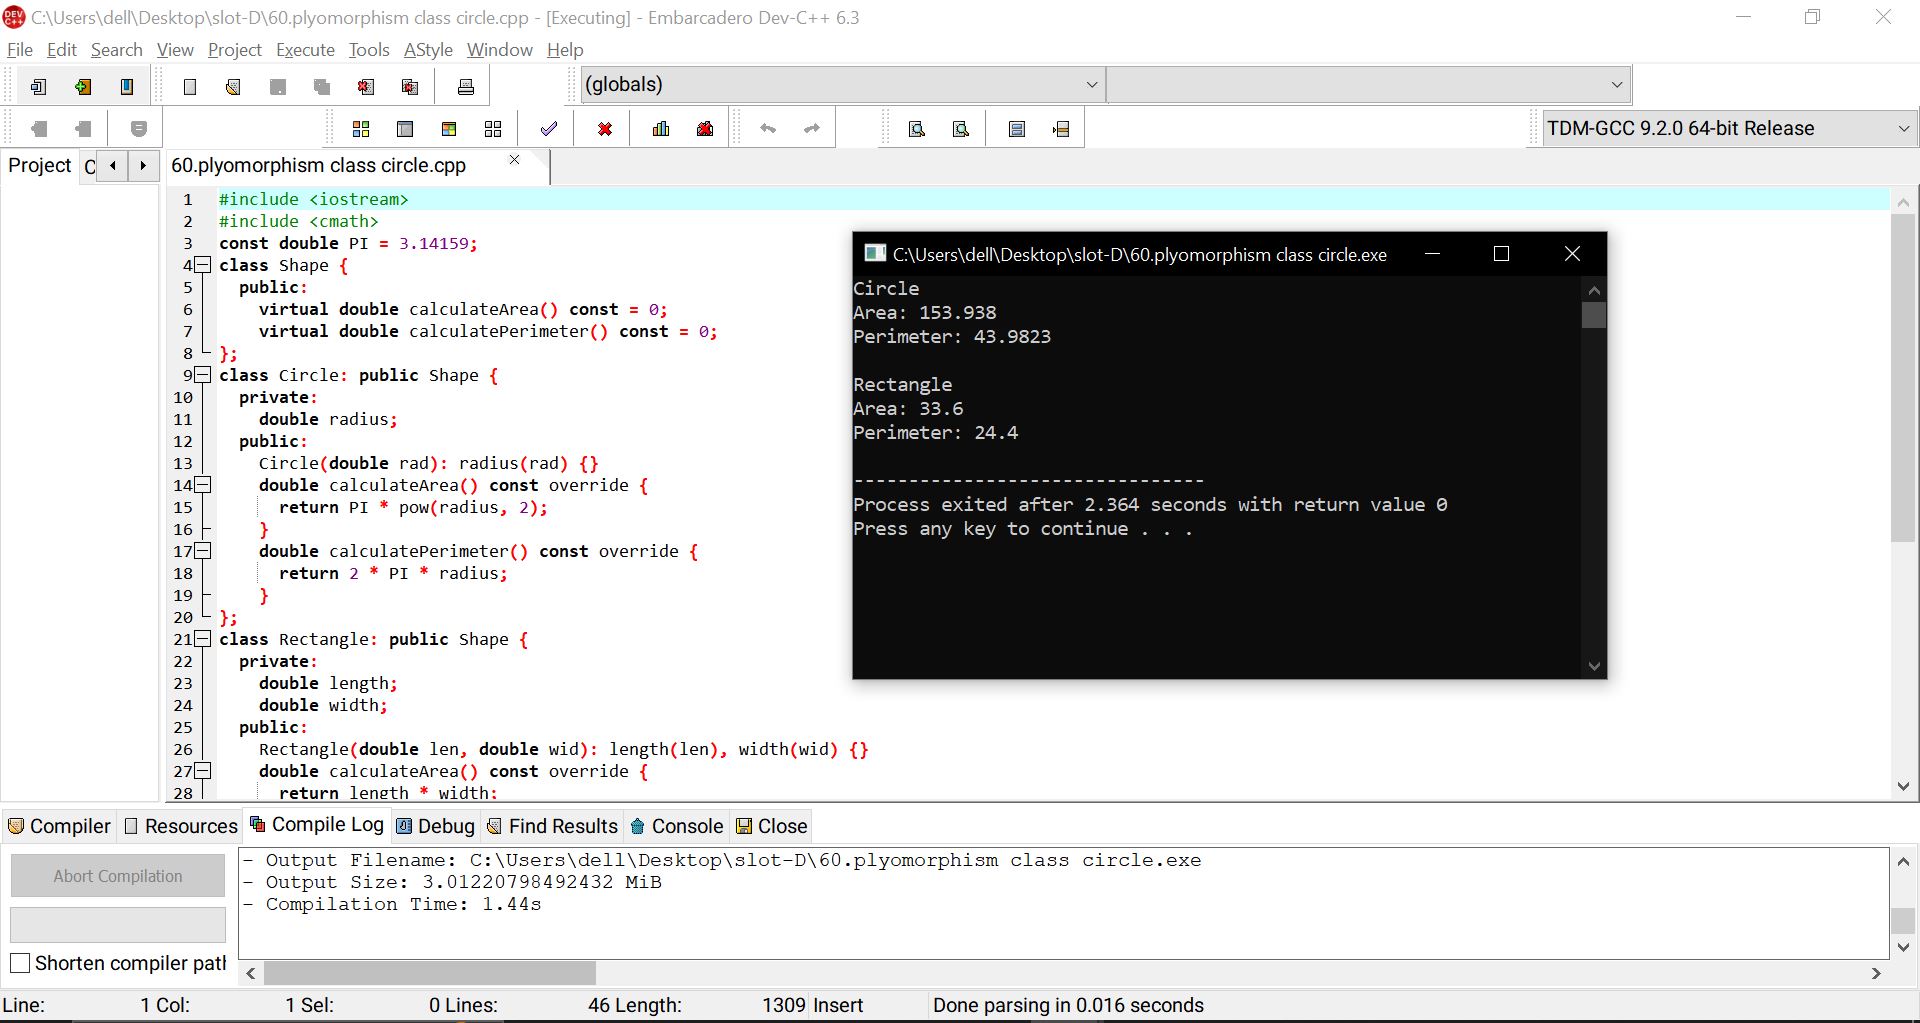 C:\Users\dell\Desktop\slot-D\60.plyomorphism class circle.cpp - [Executing] - Embarcadero Dev-C++ 6.3
File Edit Search View Project Execute Tools AStyle Window Help
(globals)
TDM-GCC 9.2.0 64-bit Release
Project C 60.plyomorphism class circle.cpp
1 #include <iostream>
2 #include <cmath>
3 const double PI = 3.14159;
4 class Shape {
5 public:
6 virtual double calculateArea() const = 0;
7 virtual double calculatePerimeter() const = 0;
8 };
9 class Circle: public Shape {
10 private:
11 double radius;
12 public:
13 Circle(double rad): radius(rad) {}
14 double calculateArea() const override {
15 return PI * pow(radius, 2);
16 }
17 double calculatePerimeter() const override {
18 return 2 * PI * radius;
19 }
20 };
21 class Rectangle: public Shape {
22 private:
23 double length;
24 double width;
25 public:
26 Rectangle(double len, double wid): length(len), width(wid) {}
27 double calculateArea() const override {
28 return length * width;
C:\Users\dell\Desktop\slot-D\60.plyomorphism class circle.exe
Circle
Area: 153.938
Perimeter: 43.9823
Rectangle
Area: 33.6
Perimeter: 24.4
--------------------------------
Process exited after 2.364 seconds with return value 0
Press any key to continue . . .
Compiler Resources Compile Log Debug Find Results Console Close
Abort Compilation
Shorten compiler path
- Output Filename: C:\Users\dell\Desktop\slot-D\60.plyomorphism class circle.exe
- Output Size: 3.01220798492432 MiB
- Compilation Time: 1.44s
Line: 1 Col: 1 Sel: 0 Lines: 46 Length: 1309 Insert Done parsing in 0.016 seconds